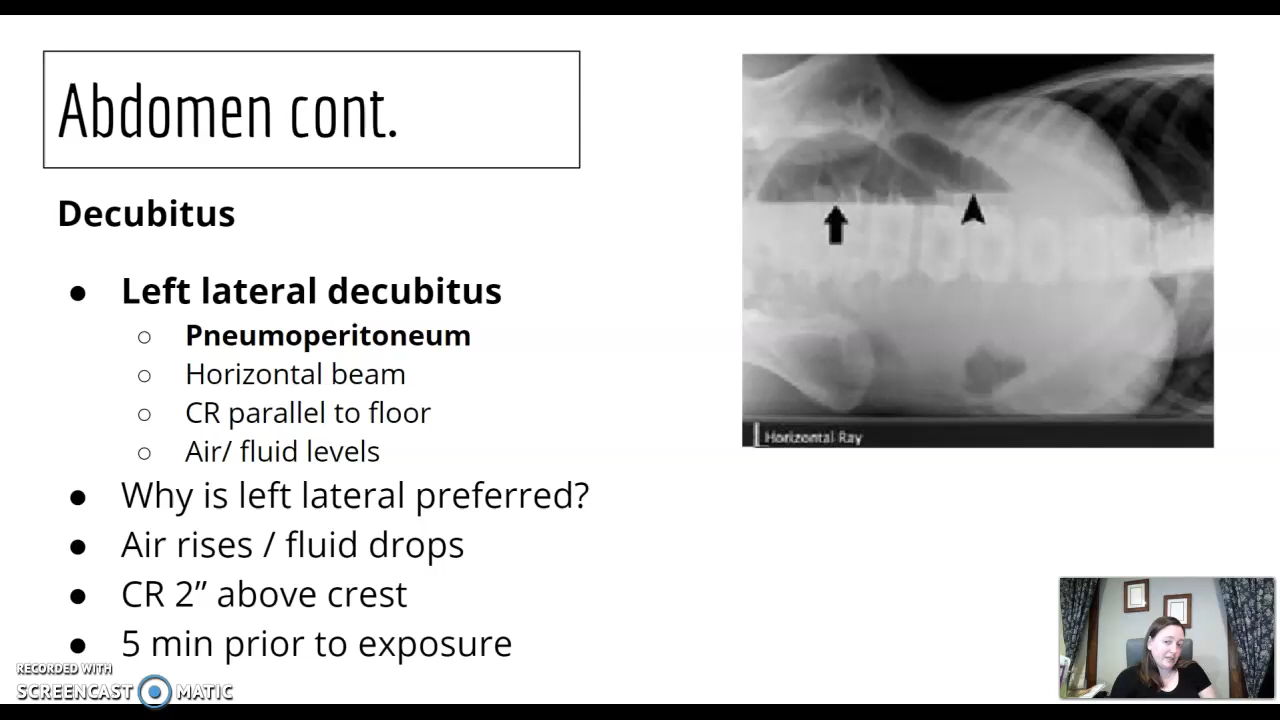 Abdomen cont.
Decubitus
● Left lateral decubitus
○ Pneumoperitoneum
○ Horizontal beam
○ CR parallel to floor
○ Air/ fluid levels
● Why is left lateral preferred?
● Air rises / fluid drops
● CR 2” above crest
● 5 min prior to exposure
Horizontal Ray
RECORDED WITH
SCREENCAST MATIC